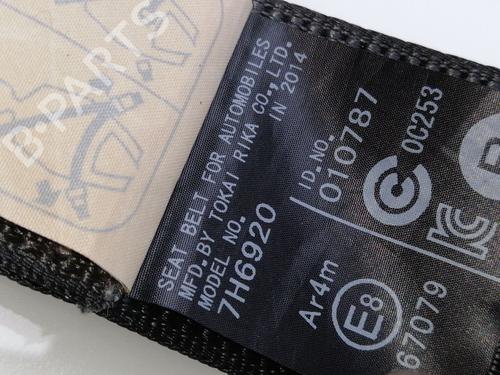 SEAT BELT FOR AUTOMOBILES
MFD.BY TOKAI RIKA CO.,LTD.
MODEL NO. IN 2014
7H6920
ID.NO.
010787
0C253
Ar4m
E8
67079
B-PARTS